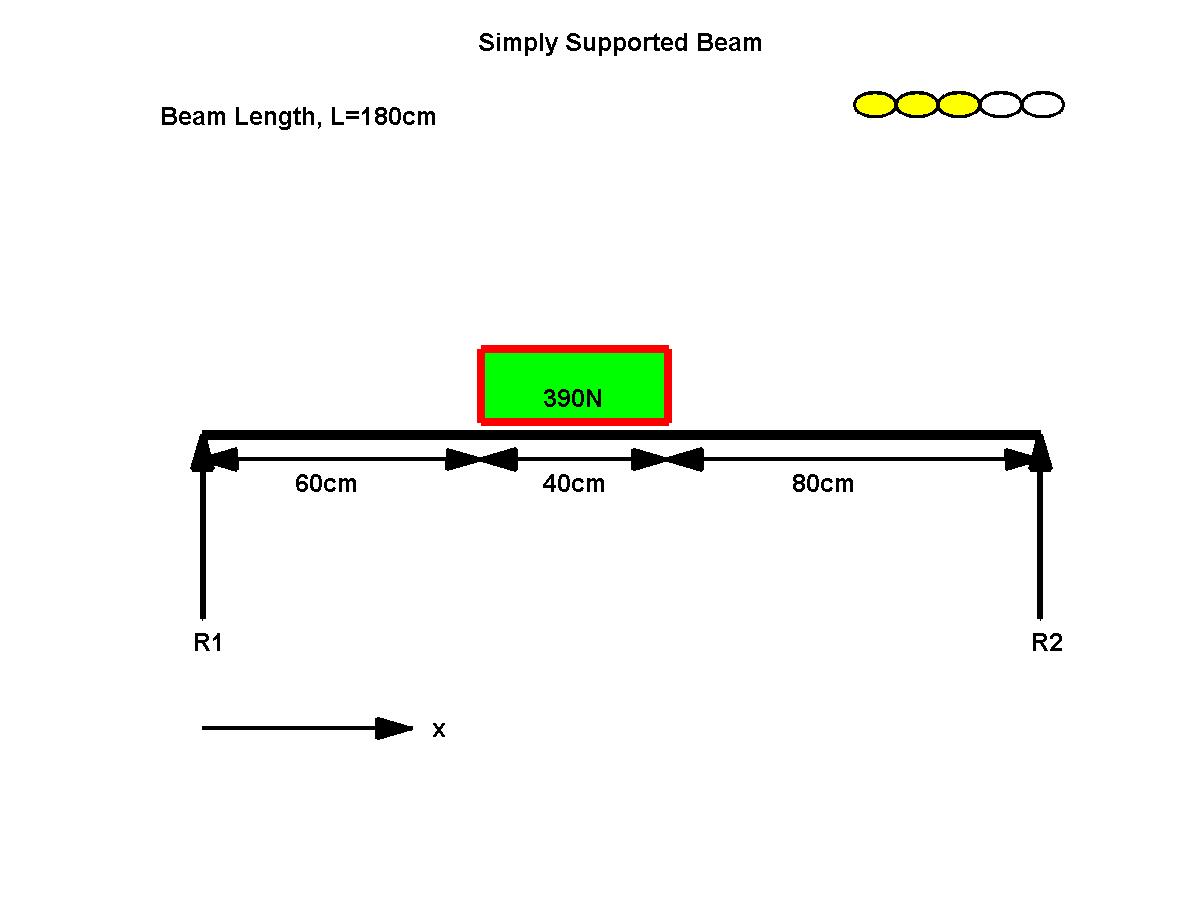 Simply Supported Beam
Beam Length, L=180cm
390N
60cm
40cm
80cm
R1
R2
x